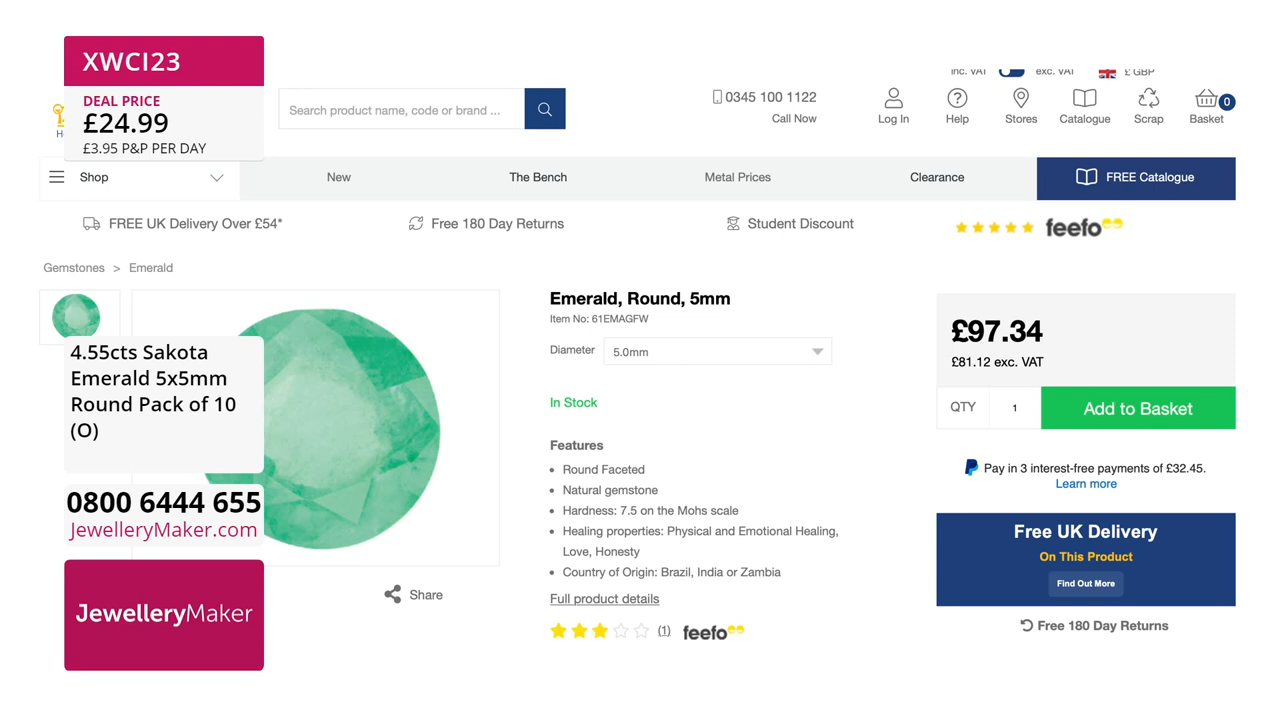 XWCI23
DEAL PRICE
£24.99
£3.95 P&P PER DAY
H
Search product name, code or brand ...
inc. VAT exc. VAT £ GBP
0345 100 1122
Call Now
Log In
Help
Stores
Catalogue
Scrap
Basket
0
Shop
New
The Bench
Metal Prices
Clearance
FREE Catalogue
FREE UK Delivery Over £54*
Free 180 Day Returns
Student Discount
feefo
Gemstones > Emerald
4.55cts Sakota
Emerald 5x5mm
Round Pack of 10
(O)
0800 6444 655
JewelleryMaker.com
JewelleryMaker
Share
Emerald, Round, 5mm
Item No: 61EMAGFW
Diameter 5.0mm
In Stock
Features
• Round Faceted
• Natural gemstone
• Hardness: 7.5 on the Mohs scale
• Healing properties: Physical and Emotional Healing,
Love, Honesty
• Country of Origin: Brazil, India or Zambia
Full product details
(1) feefo
£97.34
£81.12 exc. VAT
QTY 1 Add to Basket
Pay in 3 interest-free payments of £32.45.
Learn more
Free UK Delivery
On This Product
Find Out More
Free 180 Day Returns